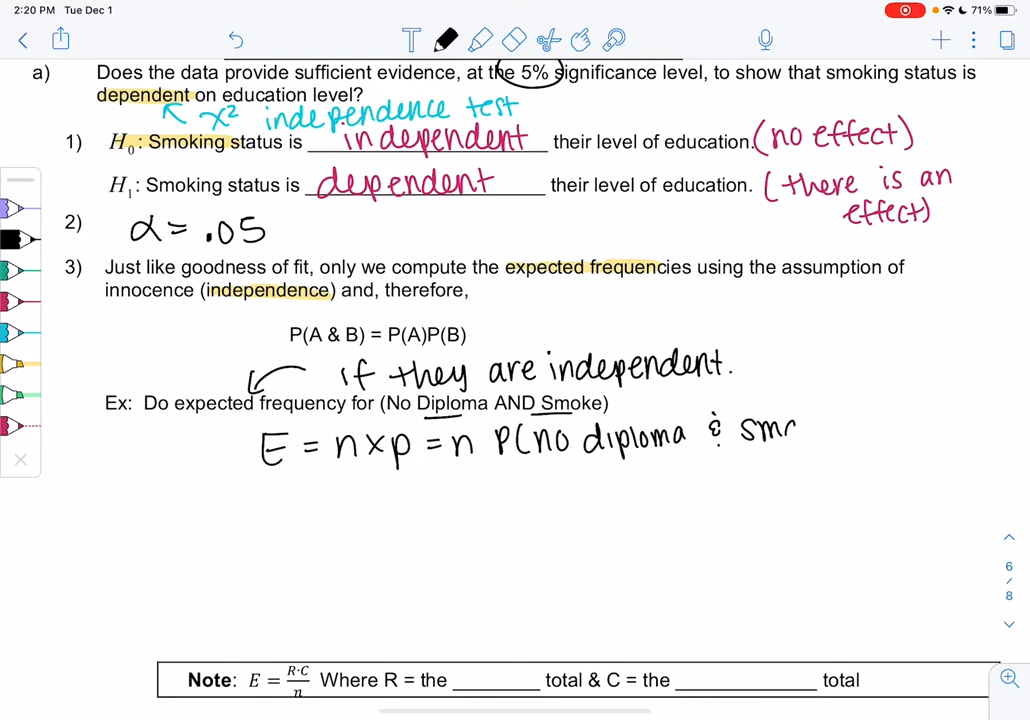 2:20 PM Tue Dec 1
71%
a) Does the data provide sufficient evidence, at the 5% significance level, to show that smoking status is
dependent on education level?
x² independence test
1) H₀: Smoking status is independent their level of education. (no effect)
H₁: Smoking status is dependent their level of education. (there is an
effect)
2) α = .05
3) Just like goodness of fit, only we compute the expected frequencies using the assumption of
innocence (independence) and, therefore,
P(A & B) = P(A)P(B)
if they are independent.
Ex: Do expected frequency for (No Diploma AND Smoke)
E = n x p = n P(no diploma & smo
6
/
8
Note: E = R·C/n Where R = the ________ total & C = the ____________ total